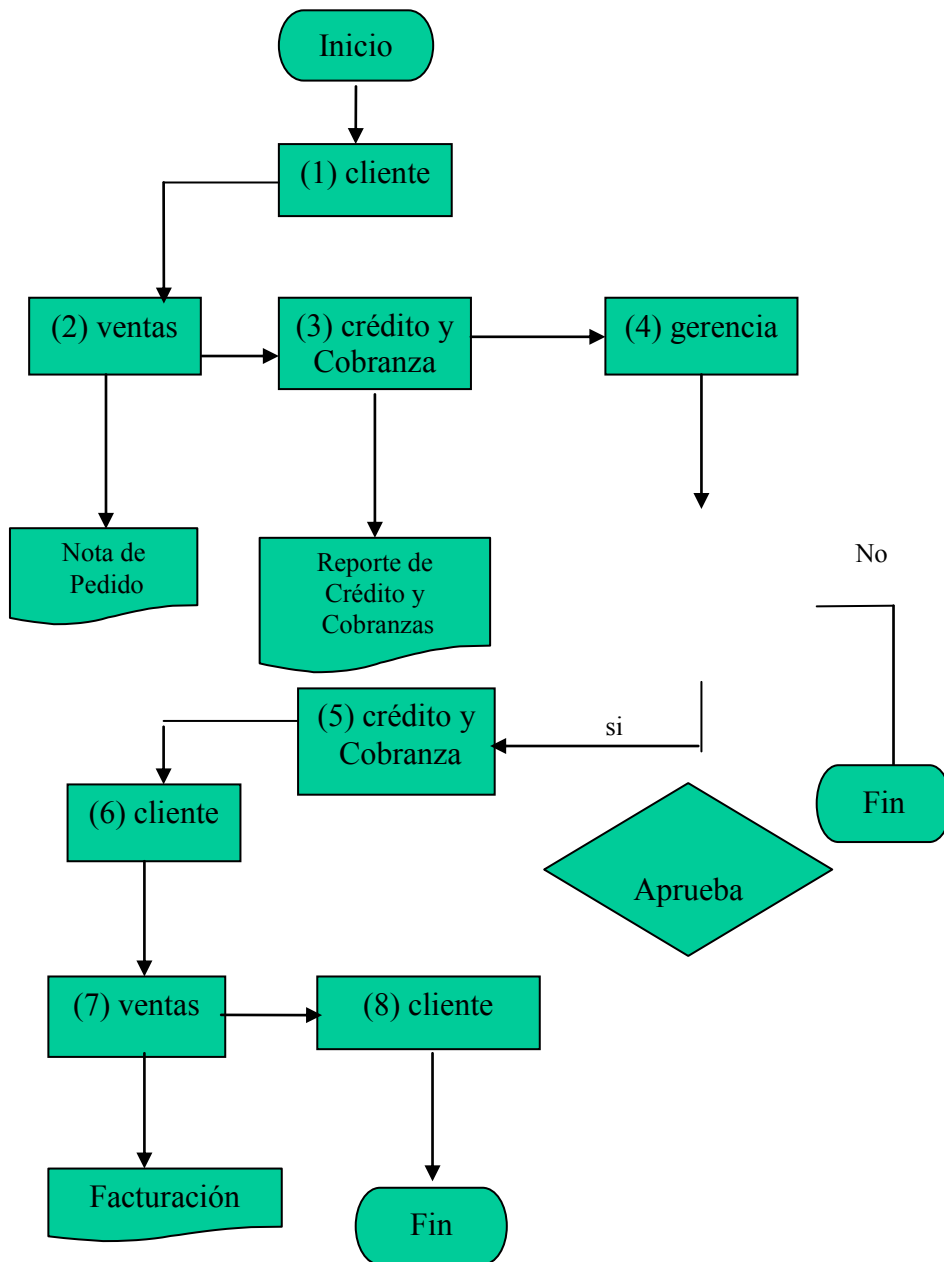 Inicio
(1) cliente
(2) ventas
(3) crédito y
Cobranza
(4) gerencia
Nota de
Pedido
Reporte de
Crédito y
Cobranzas
No
(5) crédito y
Cobranza
si
Fin
(6) cliente
Aprueba
(7) ventas
(8) cliente
Facturación
Fin